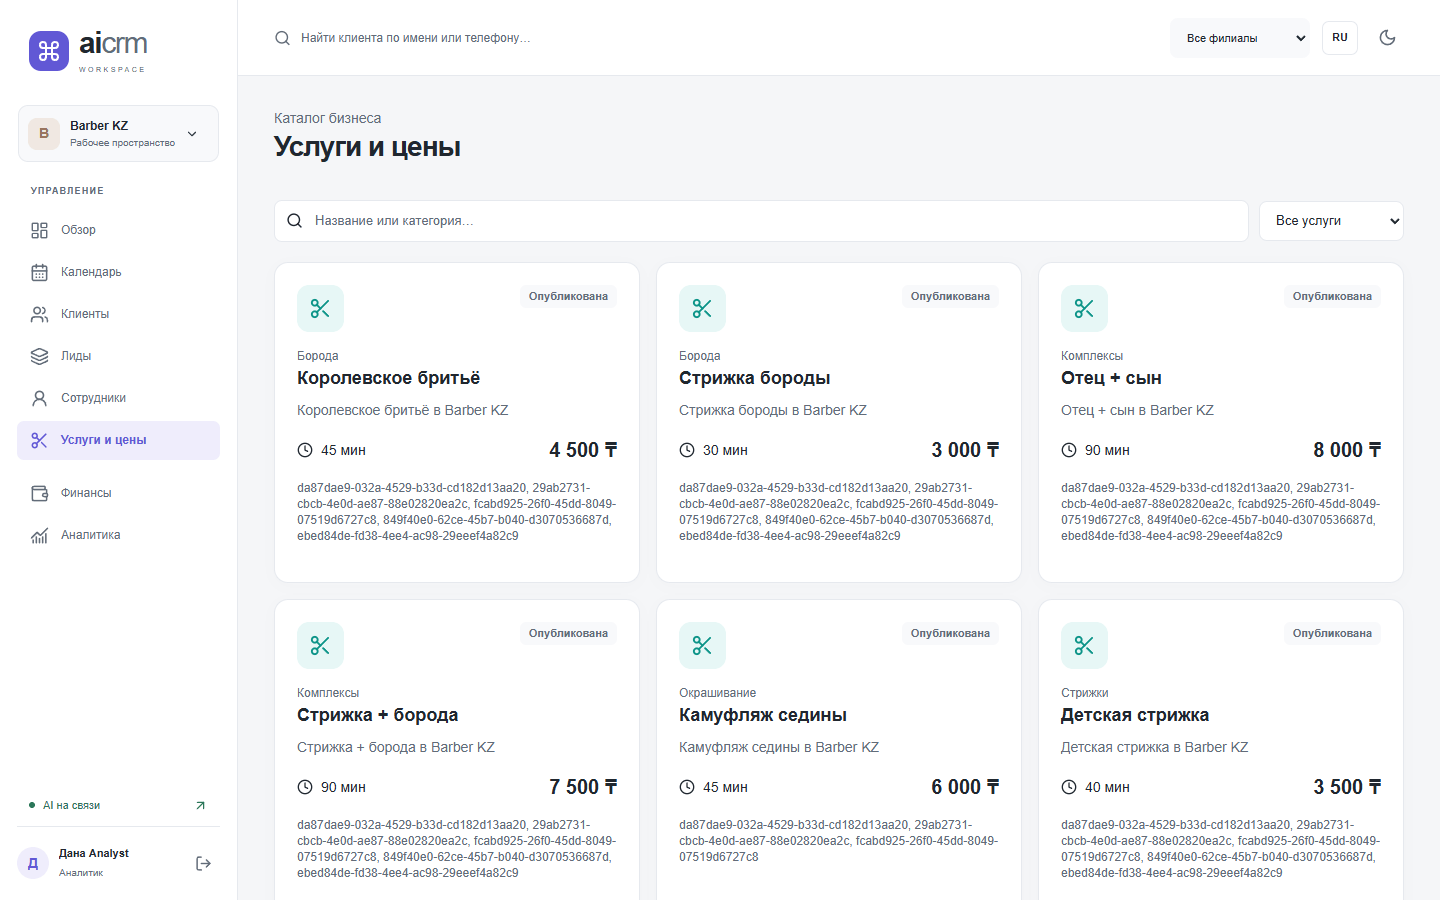 aicrm
WORKSPACE
B
Barber KZ
Рабочее пространство
УПРАВЛЕНИЕ
Обзор
Календарь
Клиенты
Лиды
Сотрудники
Услуги и цены
Финансы
Аналитика
AI на связи
Д
Дана Analyst
Аналитик
Найти клиента по имени или телефону...
Все филиалы
RU
Каталог бизнеса
Услуги и цены
Название или категория...
Все услуги
Опубликована
Борода
Королевское бритьё
Королевское бритьё в Barber KZ
45 мин
4 500 ₸
da87dae9-032a-4529-b33d-cd182d13aa20, 29ab2731-
cbcb-4e0d-ae87-88e02820ea2c, fcabd925-26f0-45dd-8049-
07519d6727c8, 849f40e0-62ce-45b7-b040-d3070536687d,
ebed84de-fd38-4ee4-ac98-29eeef4a82c9
Опубликована
Борода
Стрижка бороды
Стрижка бороды в Barber KZ
30 мин
3 000 ₸
da87dae9-032a-4529-b33d-cd182d13aa20, 29ab2731-
cbcb-4e0d-ae87-88e02820ea2c, fcabd925-26f0-45dd-8049-
07519d6727c8, 849f40e0-62ce-45b7-b040-d3070536687d,
ebed84de-fd38-4ee4-ac98-29eeef4a82c9
Опубликована
Комплексы
Отец + сын
Отец + сын в Barber KZ
90 мин
8 000 ₸
da87dae9-032a-4529-b33d-cd182d13aa20, 29ab2731-
cbcb-4e0d-ae87-88e02820ea2c, fcabd925-26f0-45dd-8049-
07519d6727c8, 849f40e0-62ce-45b7-b040-d3070536687d,
ebed84de-fd38-4ee4-ac98-29eeef4a82c9
Опубликована
Комплексы
Стрижка + борода
Стрижка + борода в Barber KZ
90 мин
7 500 ₸
da87dae9-032a-4529-b33d-cd182d13aa20, 29ab2731-
cbcb-4e0d-ae87-88e02820ea2c, fcabd925-26f0-45dd-8049-
07519d6727c8, 849f40e0-62ce-45b7-b040-d3070536687d,
ebed84de-fd38-4ee4-ac98-29eeef4a82c9
Опубликована
Окрашивание
Камуфляж седины
Камуфляж седины в Barber KZ
45 мин
6 000 ₸
da87dae9-032a-4529-b33d-cd182d13aa20, 29ab2731-
cbcb-4e0d-ae87-88e02820ea2c, fcabd925-26f0-45dd-8049-
07519d6727c8
Опубликована
Стрижки
Детская стрижка
Детская стрижка в Barber KZ
40 мин
3 500 ₸
da87dae9-032a-4529-b33d-cd182d13aa20, 29ab2731-
cbcb-4e0d-ae87-88e02820ea2c, fcabd925-26f0-45dd-8049-
07519d6727c8, 849f40e0-62ce-45b7-b040-d3070536687d,
ebed84de-fd38-4ee4-ac98-29eeef4a82c9